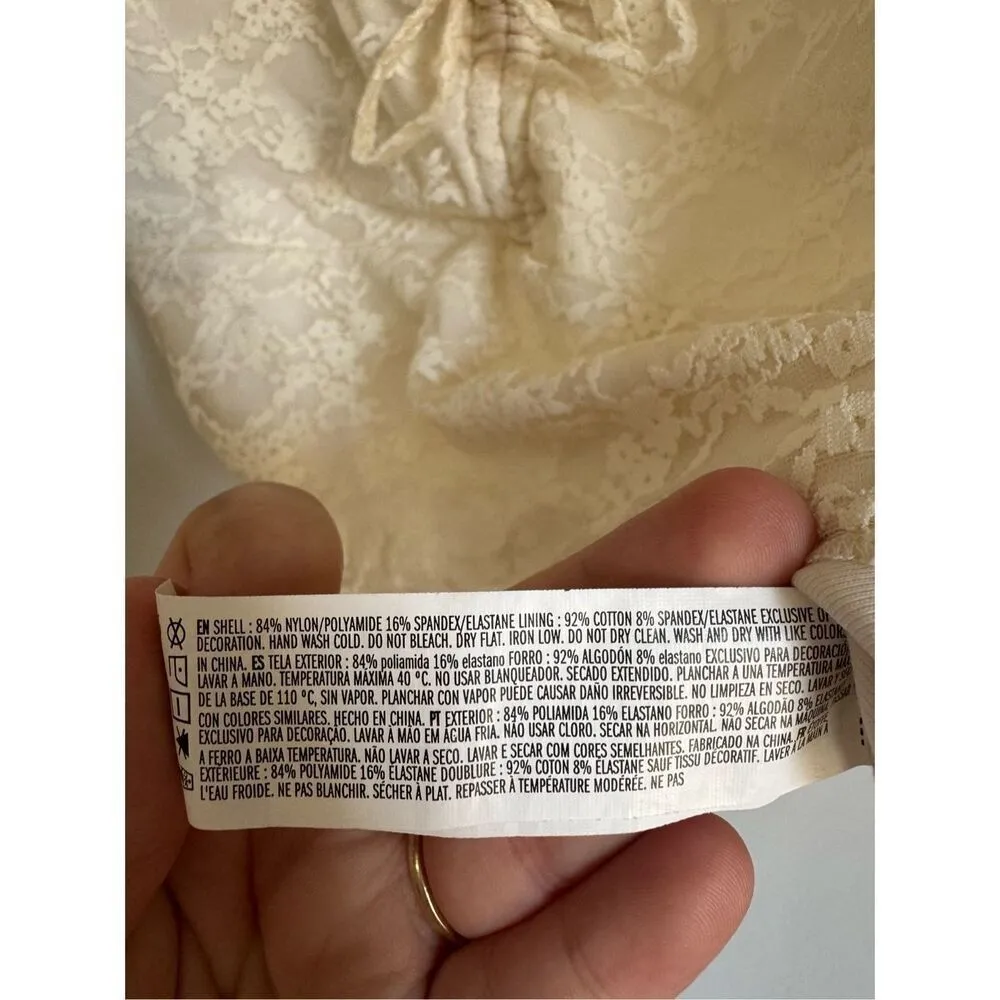 EN SHELL : 84% NYLON/POLYAMIDE 16% SPANDEX/ELASTANE LINING : 92% COTTON 8% SPANDEX/ELASTANE EXCLUSIVE OF
DECORATION. HAND WASH COLD. DO NOT BLEACH. DRY FLAT. IRON LOW. DO NOT DRY CLEAN. WASH AND DRY WITH LIKE COLORS
IN CHINA. ES TELA EXTERIOR : 84% poliamida 16% elastano FORRO : 92% ALGODÓN 8% elastano EXCLUSIVO PARA DECORACIÓ
LAVAR A MANO. TEMPERATURA MÁXIMA 40 ºC. NO USAR BLANQUEADOR. SECADO EXTENDIDO. PLANCHAR A UNA TEMPERATURA
DE LA BASE DE 110 ºC, SIN VAPOR. PLANCHAR CON VAPOR PUEDE CAUSAR DAÑO IRREVERSIBLE. NO LIMPIEZA EN SECO. LAVAR Y
CON COLORES SIMILARES. HECHO EN CHINA. PT EXTERIOR : 84% POLIAMIDA 16% ELASTANO FORRO : 92% ALGODÃO 8%
EXCLUSIVO PARA DECORAÇÃO. LAVAR À MÃO EM ÁGUA FRIA. NÃO USAR CLORO. SECAR NA HORIZONTAL. NÃO SECAR NA MÁQUINA.
A FERRO A BAIXA TEMPERATURA. NÃO LAVAR A SECO. LAVAR E SECAR COM CORES SEMELHANTES. FABRICADO NA CHINA. FR
EXTÉRIEURE : 84% POLYAMIDE 16% ÉLASTANE DOUBLURE : 92% COTON 8% ÉLASTANE SAUF TISSU DÉCORATIF. LAVER À LA MAIN À
L'EAU FROIDE. NE PAS BLANCHIR. SÉCHER À PLAT. REPASSER À TEMPÉRATURE MODÉRÉE. NE PAS